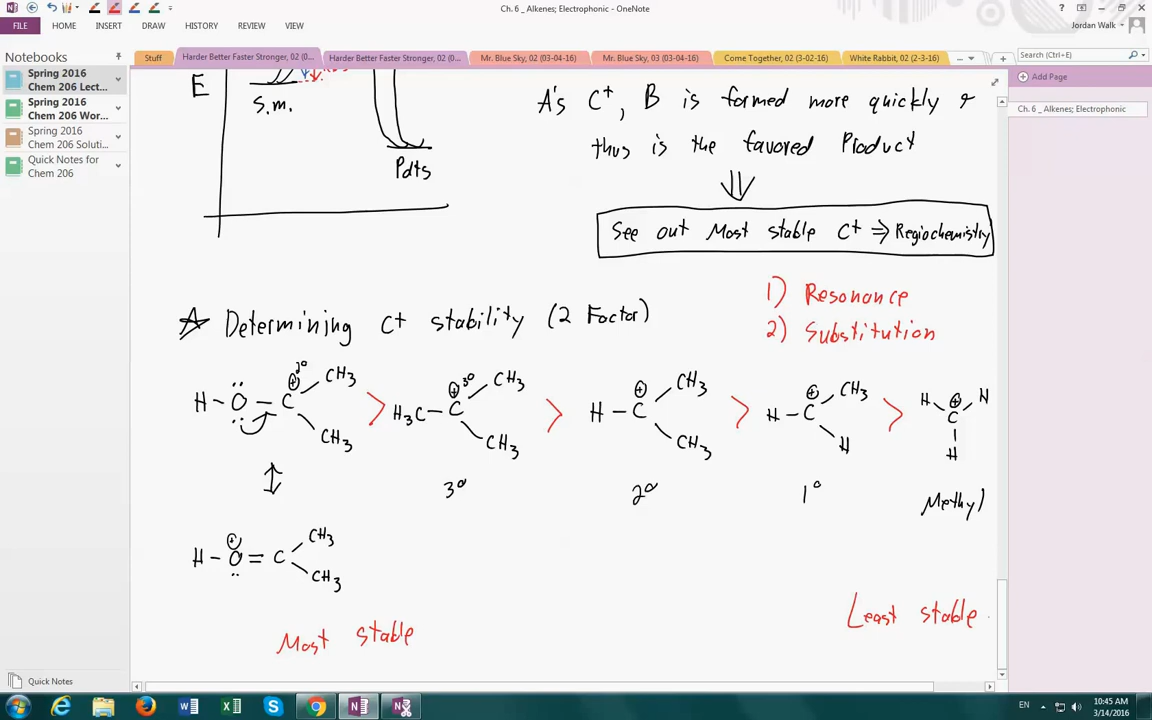 Ch. 6 _ Alkenes; Electrophonic - OneNote
Jordan Walk
FILE HOME INSERT DRAW HISTORY REVIEW VIEW
Notebooks
Spring 2016
Chem 206 Lect...
Spring 2016
Chem 206 Wor...
Spring 2016
Chem 206 Soluti...
Quick Notes for
Chem 206
Quick Notes
Stuff
Harder Better Faster Stronger, 02 (0
Harder Better Faster Stronger, 02 (0...
Mr. Blue Sky, 02 (03-04-16)
Mr. Blue Sky, 03 (03-04-16)
Come Together, 02 (3-02-16)
White Rabbit, 02 (2-3-16)
Search (Ctrl+E)
Add Page
Ch. 6 _ Alkenes; Electrophonic
E
S.m.
Pdts
A's C+, B is formed more quickly &
thus is the favored Product
See out Most stable C+ ⇒ Regiochemistry
1) Resonance
2) Substitution
Determining C+ stability (2 Factor)
H-O-C⊕ 2° CH3 CH3 > H3C-C⊕ 3° CH3 CH3 > H-C⊕ CH3 CH3 > H-C⊕ CH3 H > H C⊕ H H
3° 2° 1° Methyl
H-O⊕=C CH3 CH3
Most stable
Least stable
EN 10:45 AM
3/14/2016